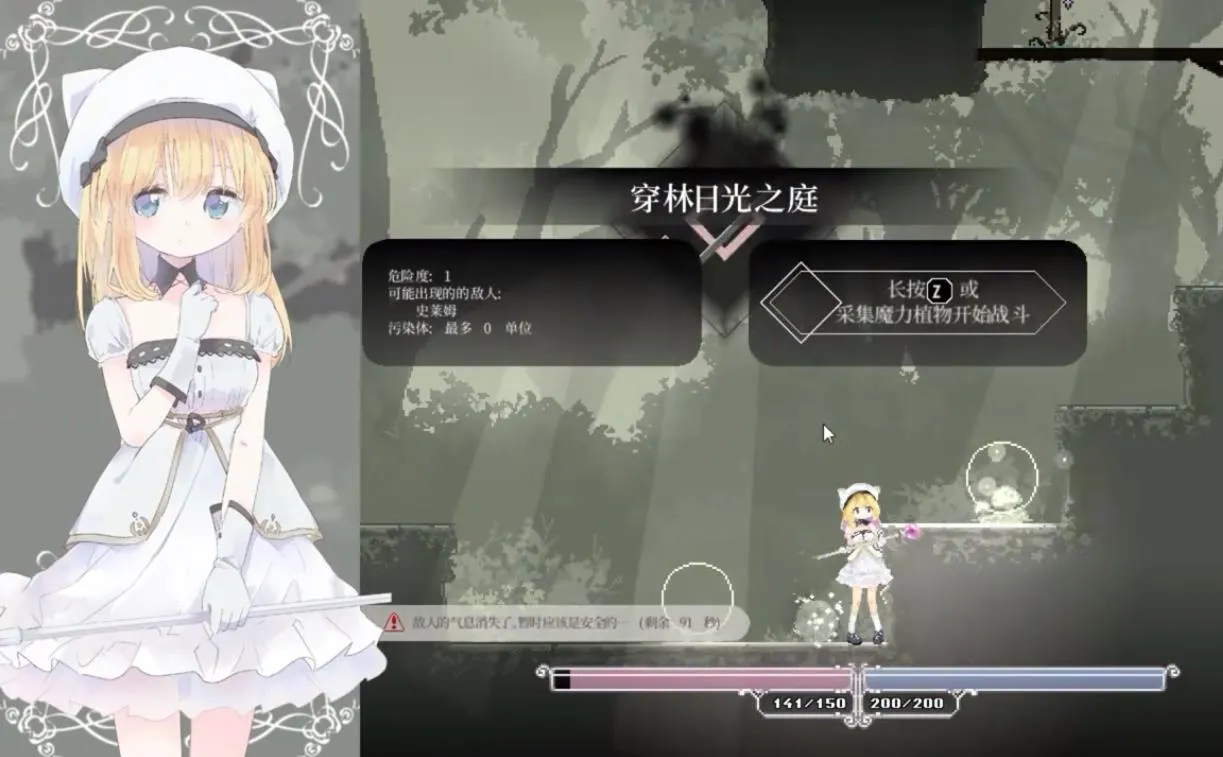 穿林日光之庭
危险度: 1
可能出现的的敌人:
史莱姆
污染体: 最多 0 单位
长按 Z 或
采集魔力植物开始战斗
敌人的气息消失了,暂时应该是安全的… (剩余 91 秒)
141/150
200/200